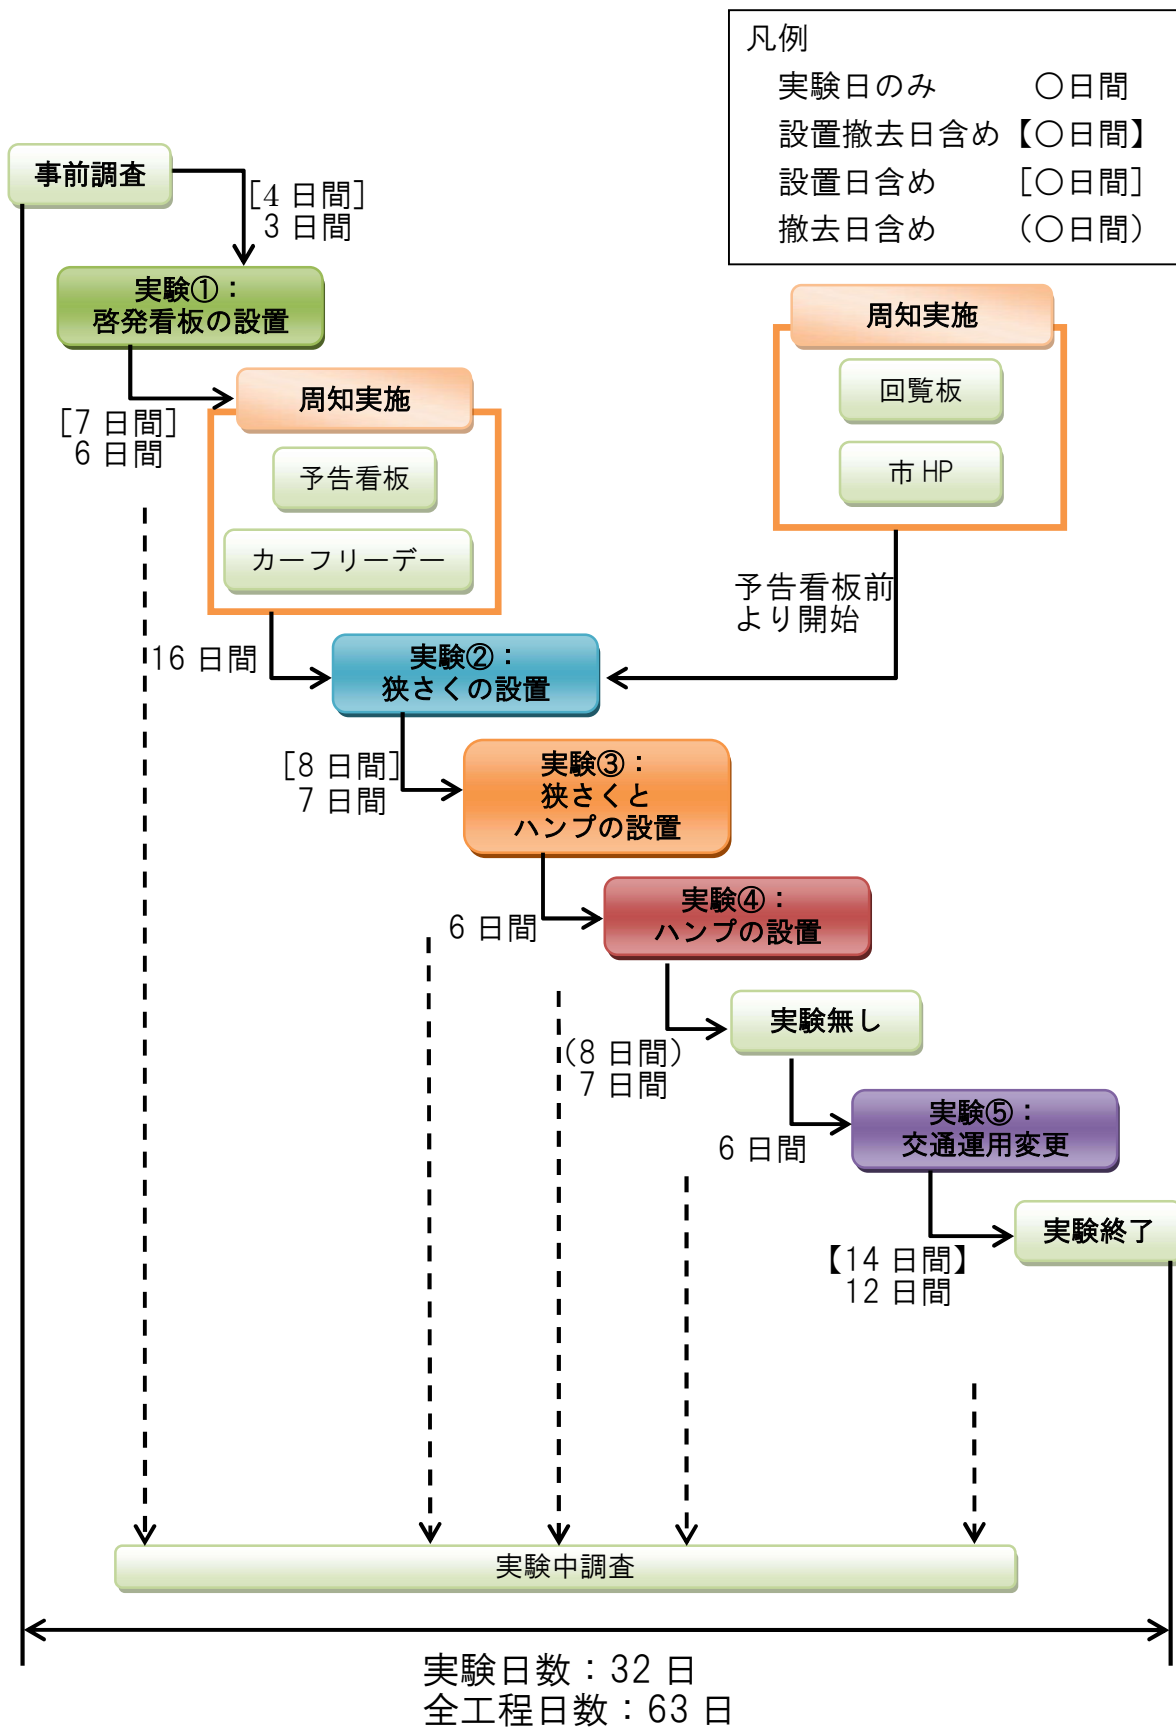 凡例
実験日のみ ○日間
設置撤去日含め【○日間】
設置日含め [○日間]
撤去日含め (○日間)
事前調査
[4 日間]
3 日間
実験①：
啓発看板の設置
周知実施
回覧板
市 HP
[7 日間]
6 日間
周知実施
予告看板
カーフリーデー
予告看板前
より開始
16 日間
実験②：
狭さくの設置
[8 日間]
7 日間
実験③：
狭さくと
ハンプの設置
6 日間
実験④：
ハンプの設置
(8 日間)
7 日間
実験無し
6 日間
実験⑤：
交通運用変更
【14 日間】
12 日間
実験終了
実験中調査
実験日数：32 日
全工程日数：63 日